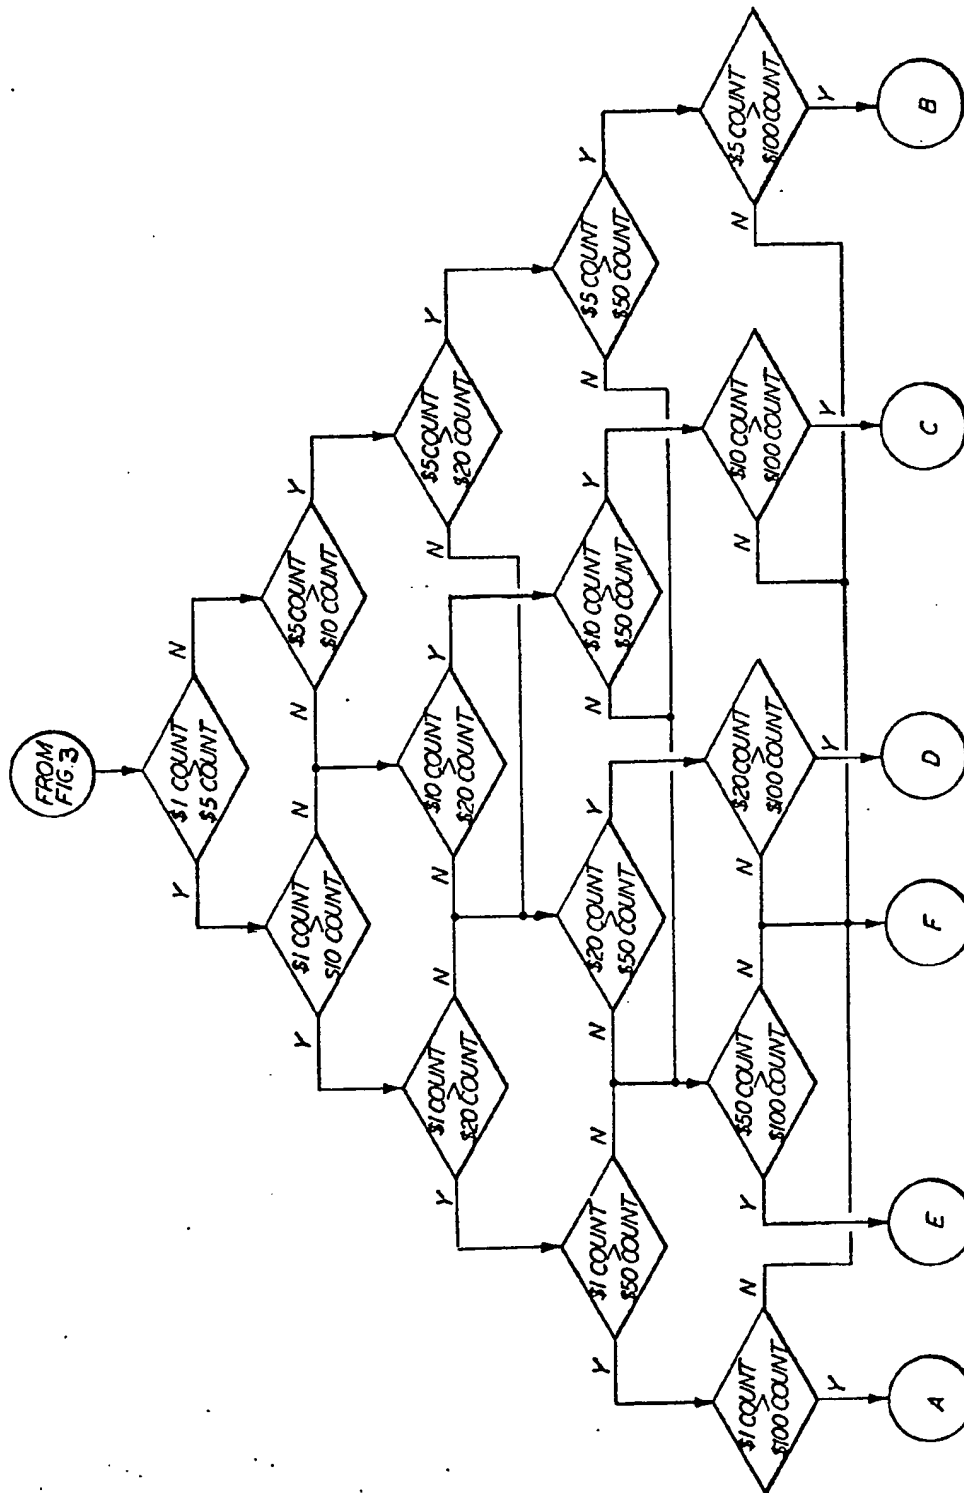 FROM
FIG. 3
$1 COUNT
>
$5 COUNT
Y
N
$1 COUNT
>
$10 COUNT
Y
N
$5 COUNT
>
$10 COUNT
N
Y
$1 COUNT
>
$20 COUNT
Y
N
$10 COUNT
>
$20 COUNT
N
Y
$5 COUNT
>
$20 COUNT
N
Y
$1 COUNT
>
$50 COUNT
Y
N
$20 COUNT
>
$50 COUNT
N
Y
$10 COUNT
>
$50 COUNT
N
Y
$5 COUNT
>
$50 COUNT
N
Y
$1 COUNT
>
$100 COUNT
Y
N
$50 COUNT
>
$100 COUNT
Y
N
$20 COUNT
>
$100 COUNT
N
Y
$10 COUNT
>
$100 COUNT
N
Y
$5 COUNT
>
$100 COUNT
N
Y
A
E
F
D
C
B